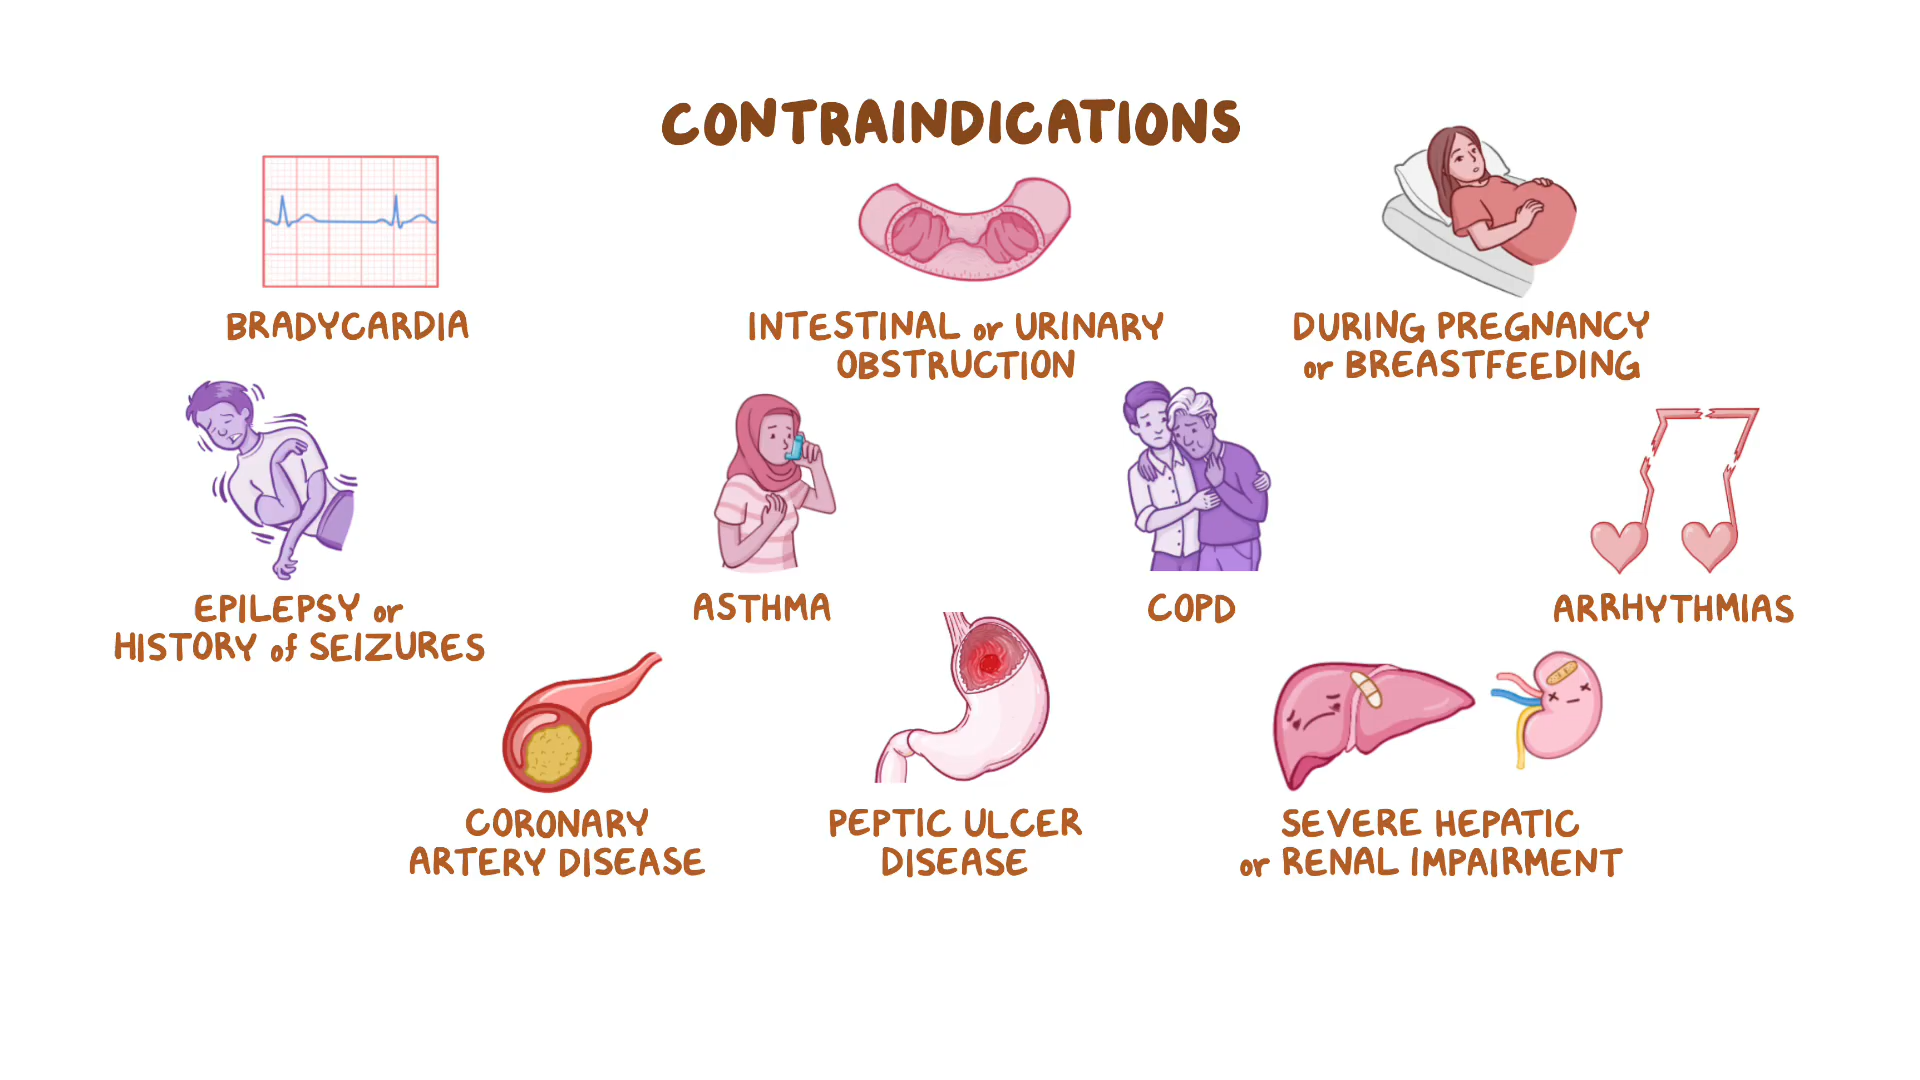 CONTRAINDICATIONS
BRADYCARDIA
INTESTINAL or URINARY
OBSTRUCTION
DURING PREGNANCY
or BREASTFEEDING
EPILEPSY or
HISTORY of SEIZURES
ASTHMA
COPD
ARRHYTHMIAS
CORONARY
ARTERY DISEASE
PEPTIC ULCER
DISEASE
SEVERE HEPATIC
or RENAL IMPAIRMENT